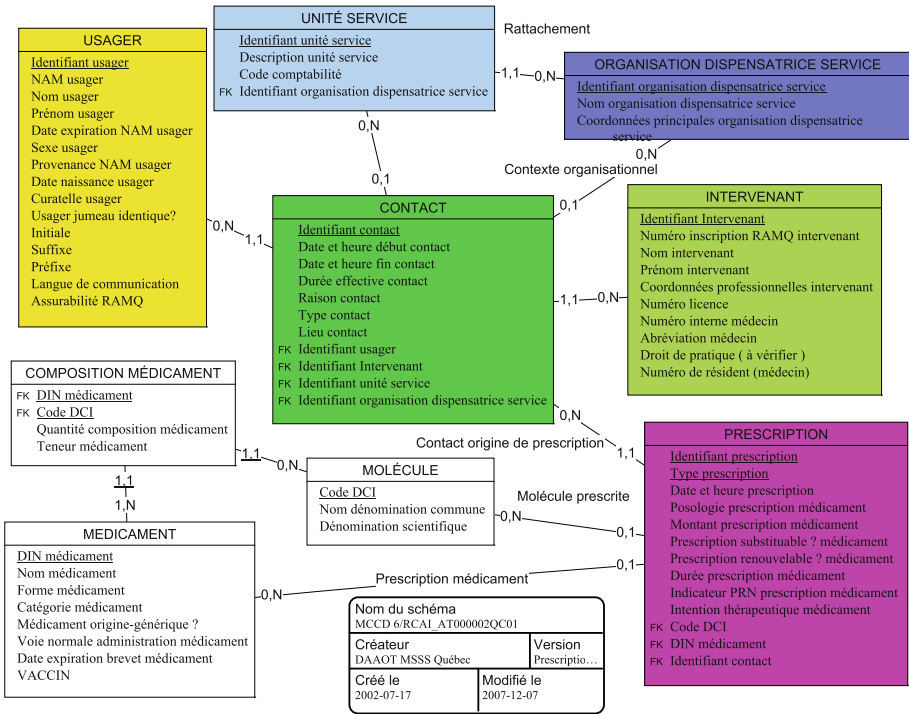 UNITÉ SERVICE
Identifiant unité service
Description unité service
Code comptabilité
FK Identifiant organisation dispensatrice service
Rattachement
1,1
0,N
USAGER
Identifiant usager
NAM usager
Nom usager
Prénom usager
Date expiration NAM usager
Sexe usager
Provenance NAM usager
Date naissance usager
Curatelle usager
Usager jumeau identique?
Initiale
Suffixe
Préfixe
Langue de communication
Assurabilité RAMQ
ORGANISATION DISPENSATRICE SERVICE
Identifiant organisation dispensatrice service
Nom organisation dispensatrice service
Coordonnées principales organisation dispensatrice
service
0,N
0,1
0,N
Contexte organisationnel
0,1
0,N
1,1
CONTACT
Identifiant contact
Date et heure début contact
Date et heure fin contact
Durée effective contact
Raison contact
Type contact
Lieu contact
FK Identifiant usager
FK Identifiant Intervenant
FK Identifiant unité service
FK Identifiant organisation dispensatrice service
1,1
0,N
INTERVENANT
Identifiant Intervenant
Numéro inscription RAMQ intervenant
Nom intervenant
Prénom intervenant
Coordonnées professionnelles intervenant
Numéro licence
Numéro interne médecin
Abréviation médecin
Droit de pratique ( à vérifier )
Numéro de résident (médecin)
COMPOSITION MÉDICAMENT
FK DIN médicament
FK Code DCI
Quantité composition médicament
Teneur médicament
1,1
0,N
1,1
1,N
0,N
Contact origine de prescription
1,1
MOLÉCULE
Code DCI
Nom dénomination commune
Dénomination scientifique
Molécule prescrite
0,N
0,1
PRESCRIPTION
Identifiant prescription
Type prescription
Date et heure prescription
Posologie prescription médicament
Montant prescription médicament
Prescription substituable ? médicament
Prescription renouvelable ? médicament
Durée prescription médicament
Indicateur PRN prescription médicament
Intention thérapeutique médicament
FK Code DCI
FK DIN médicament
FK Identifiant contact
MEDICAMENT
DIN médicament
Nom médicament
Forme médicament
Catégorie médicament
Médicament origine-générique ?
Voie normale administration médicament
Date expiration brevet médicament
VACCIN
0,N
Prescription médicament
0,1
Nom du schéma
MCCD 6/RCAI_AT000002QC01
Créateur
DAAOT MSSS Québec
Version
Prescriptio…
Créé le
2002-07-17
Modifié le
2007-12-07